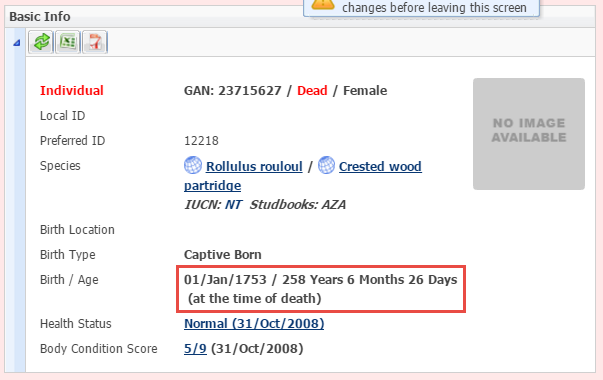 changes before leaving this screen
Basic Info
Individual GAN: 23715627 / Dead / Female
Local ID
Preferred ID 12218
Species Rollulus rouloul / Crested wood
partridge
IUCN: NT Studbooks: AZA
Birth Location
Birth Type Captive Born
Birth / Age 01/Jan/1753 / 258 Years 6 Months 26 Days
(at the time of death)
Health Status Normal (31/Oct/2008)
Body Condition Score 5/9 (31/Oct/2008)
NO IMAGE
AVAILABLE